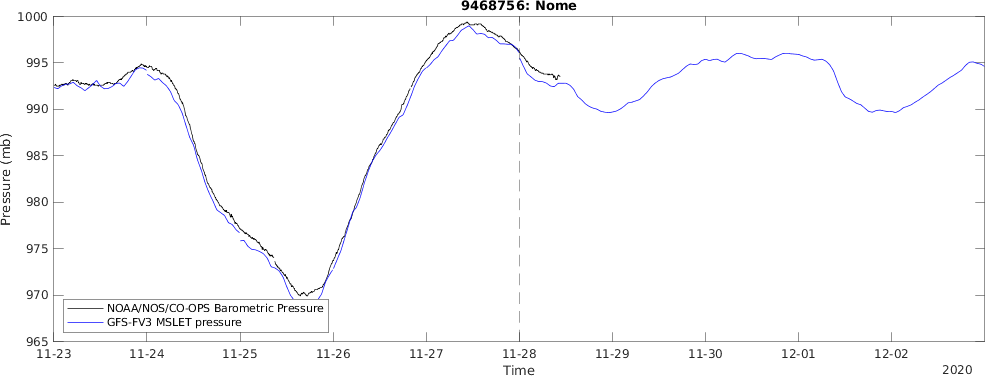 9468756: Nome
1000
995
990
985
980
975
970
965
Pressure (mb)
NOAA/NOS/CO-OPS Barometric Pressure
GFS-FV3 MSLET pressure
11-23 11-24 11-25 11-26 11-27 11-28 11-29 11-30 12-01 12-02
Time
2020